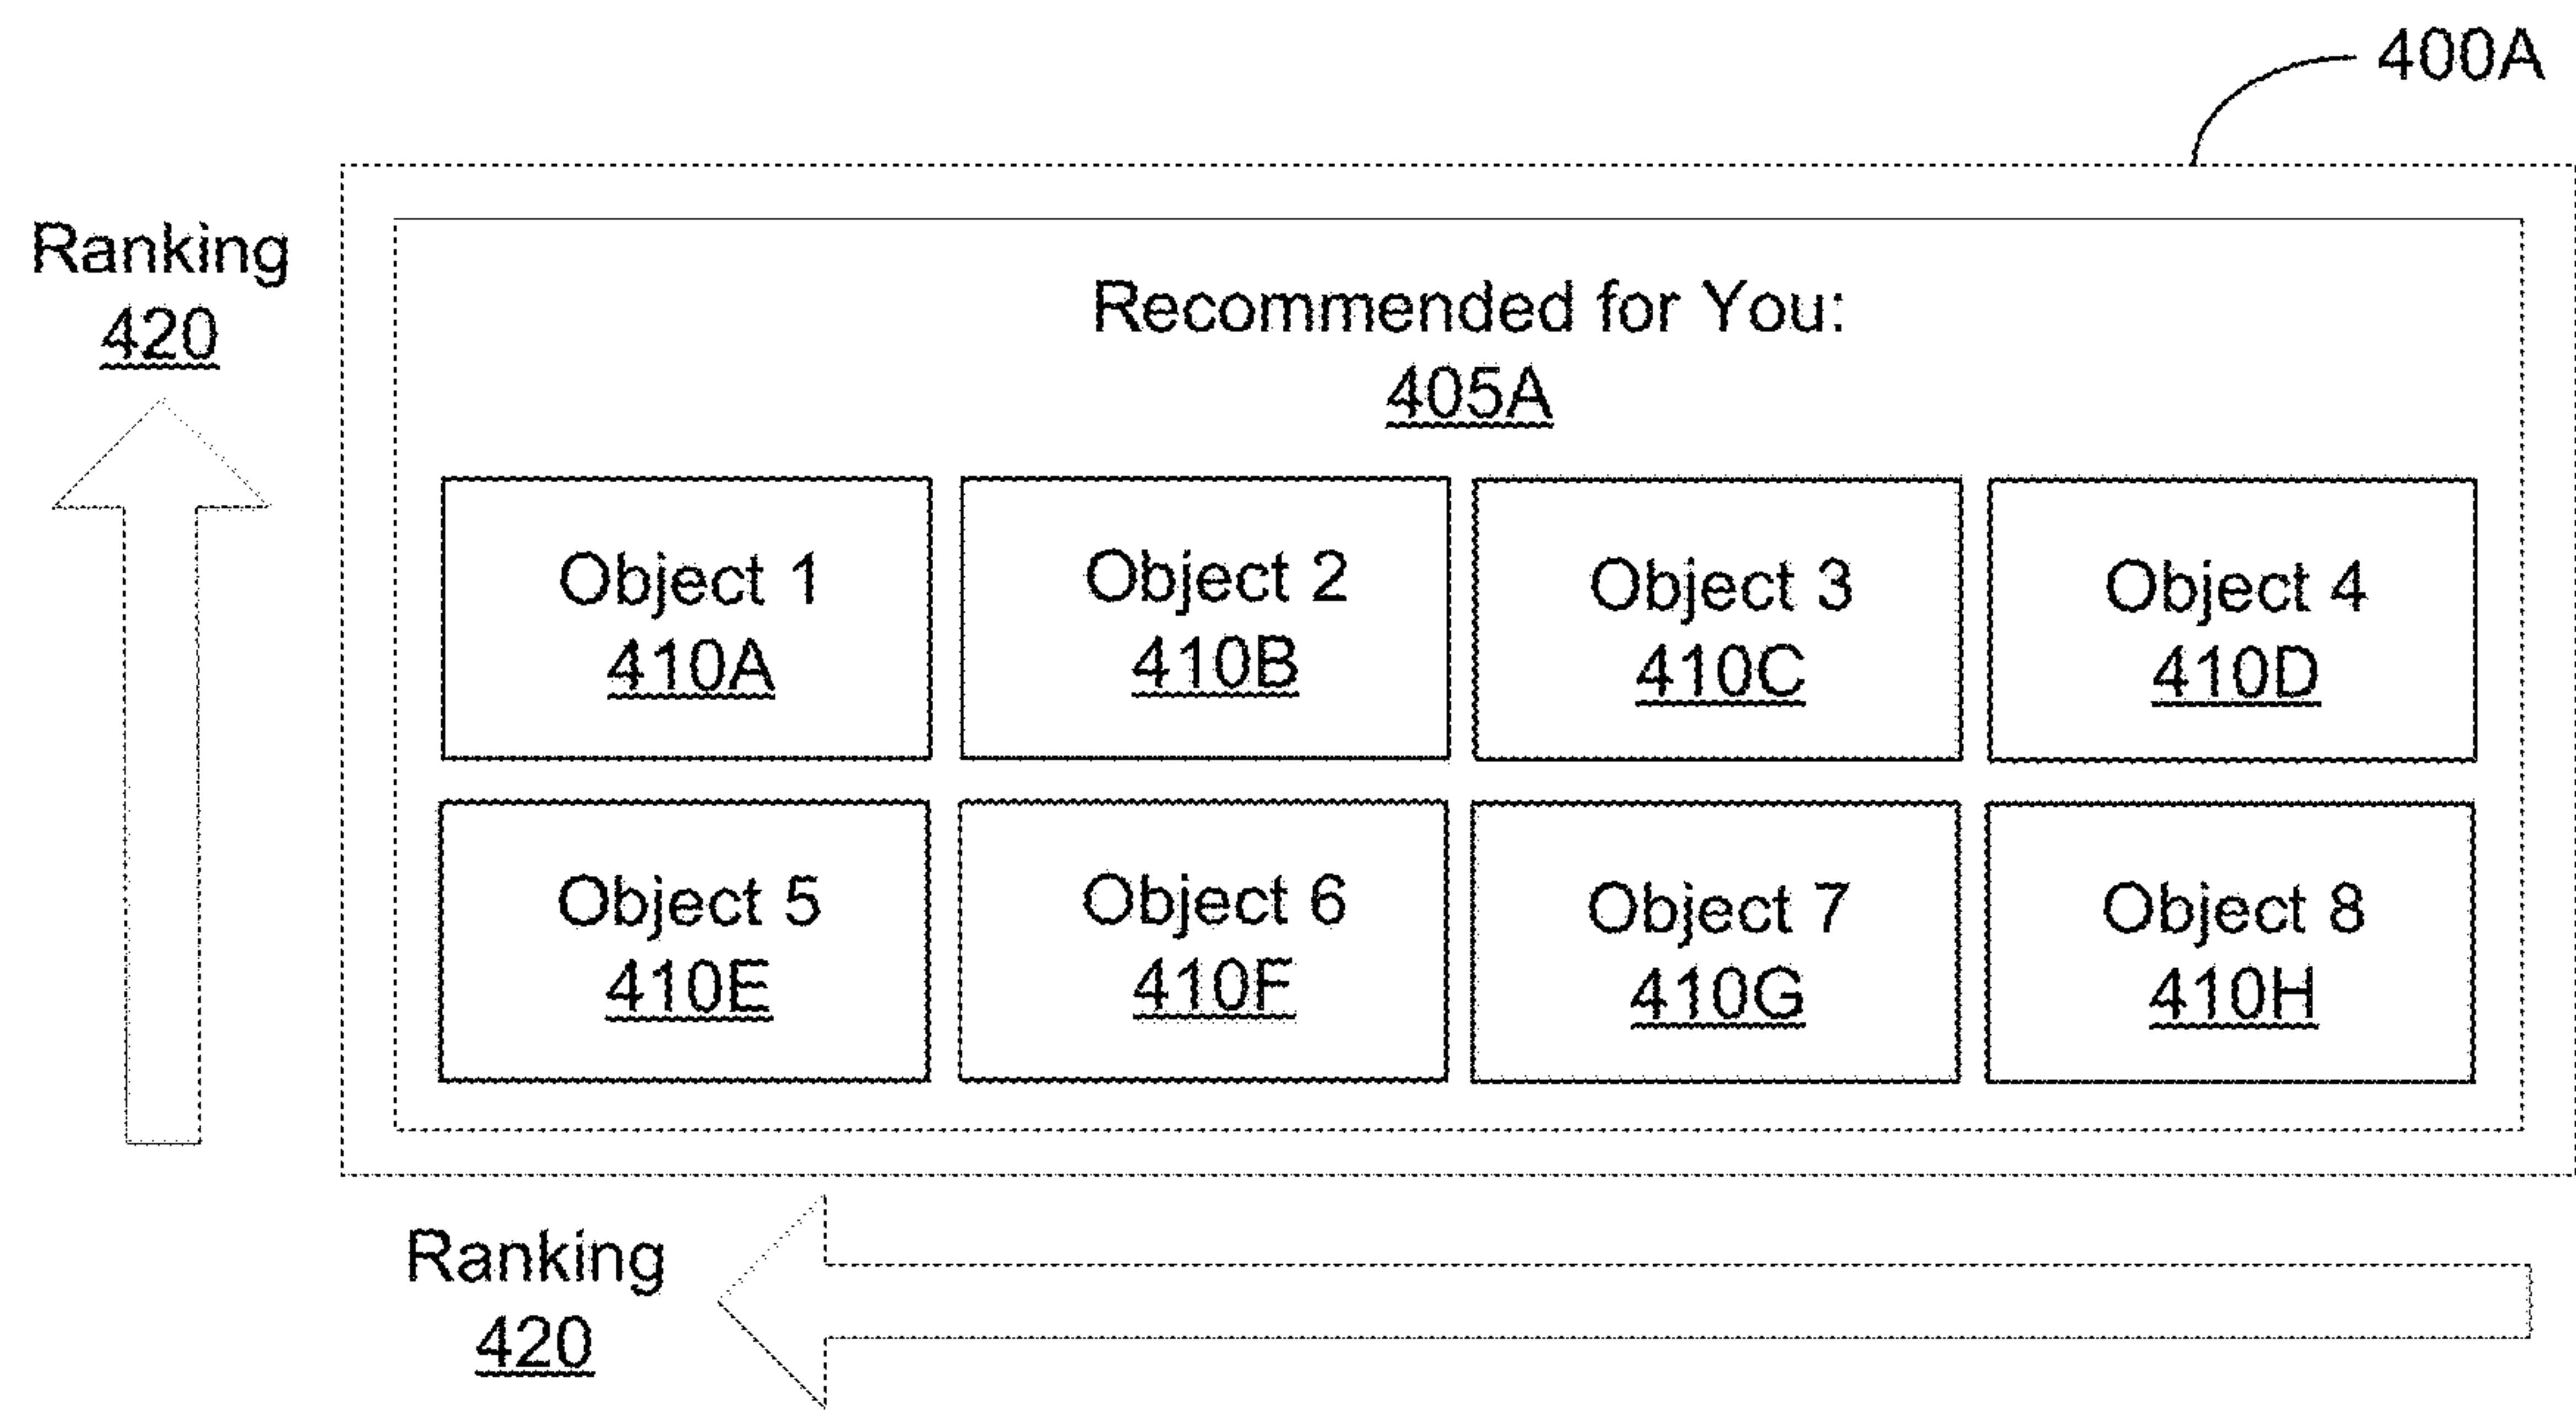 400A
Ranking
420
Recommended for You:
405A
Object 1
410A
Object 2
410B
Object 3
410C
Object 4
410D
Object 5
410E
Object 6
410F
Object 7
410G
Object 8
410H
Ranking
420